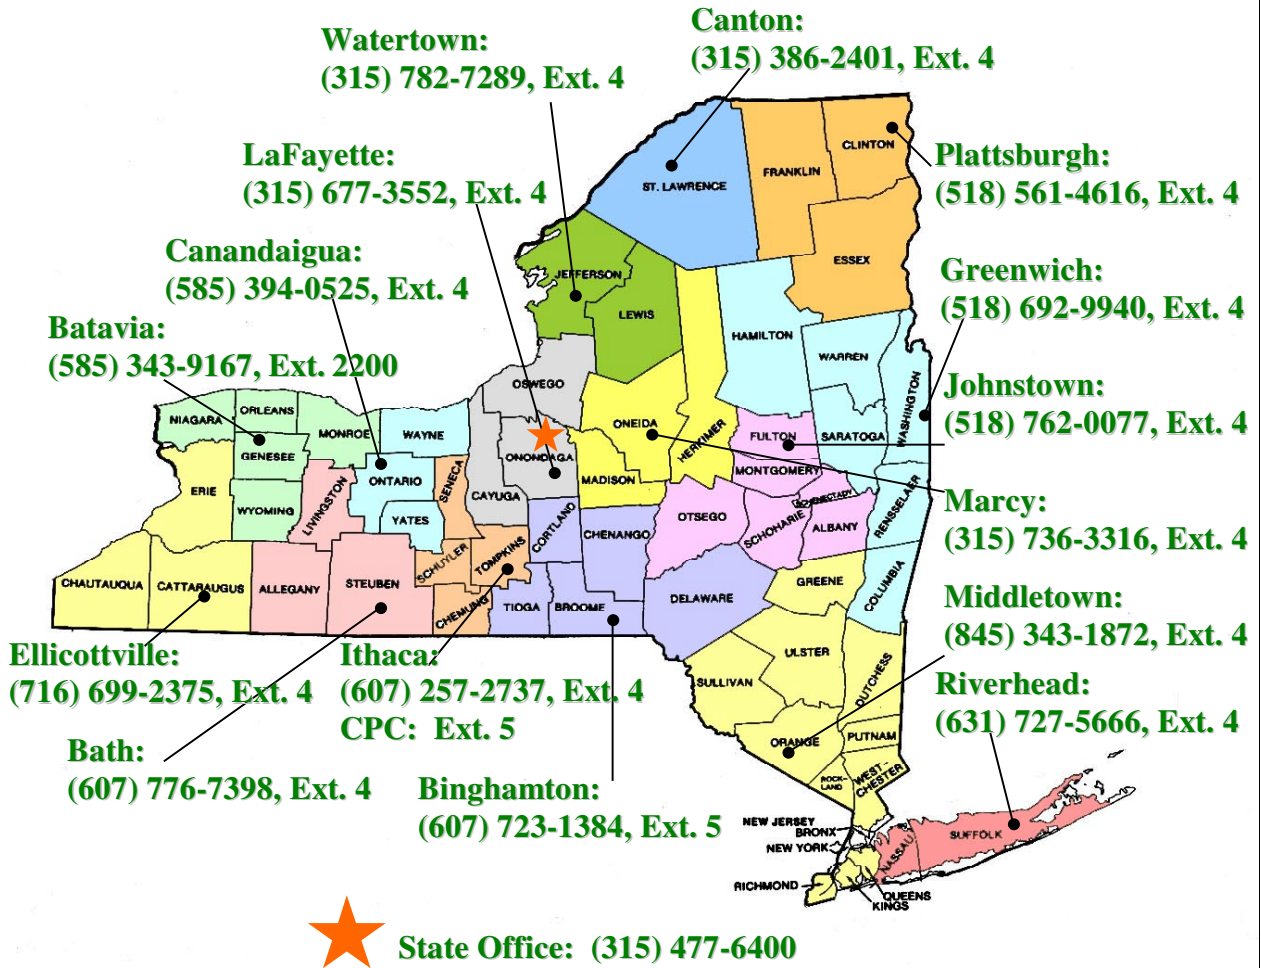 Canton:
(315) 386-2401, Ext. 4
Watertown:
(315) 782-7289, Ext. 4
LaFayette:
(315) 677-3552, Ext. 4
Plattsburgh:
(518) 561-4616, Ext. 4
Canandaigua:
(585) 394-0525, Ext. 4
Greenwich:
(518) 692-9940, Ext. 4
Batavia:
(585) 343-9167, Ext. 2200
Johnstown:
(518) 762-0077, Ext. 4
Marcy:
(315) 736-3316, Ext. 4
Middletown:
(845) 343-1872, Ext. 4
Ellicottville:
(716) 699-2375, Ext. 4
Ithaca:
(607) 257-2737, Ext. 4
CPC:  Ext. 5
Riverhead:
(631) 727-5666, Ext. 4
Bath:
(607) 776-7398, Ext. 4
Binghamton:
(607) 723-1384, Ext. 5
CLINTON
FRANKLIN
ST. LAWRENCE
ESSEX
JEFFERSON
LEWIS
HAMILTON
WARREN
WASHINGTON
OSWEGO
ONEIDA
HERKIMER
FULTON
SARATOGA
NIAGARA
ORLEANS
MONROE
WAYNE
GENESEE
ONONDAGA
MADISON
MONTGOMERY
ERIE
WYOMING
LIVINGSTON
ONTARIO
YATES
SENECA
CAYUGA
CORTLAND
CHENANGO
OTSEGO
SCHOHARIE
SCHENECTADY
ALBANY
RENSSELAER
CHAUTAUQUA
CATTARAUGUS
ALLEGANY
STEUBEN
SCHUYLER
TOMPKINS
CHEMUNG
TIOGA
BROOME
DELAWARE
GREENE
COLUMBIA
ULSTER
SULLIVAN
DUTCHESS
ORANGE
PUTNAM
ROCK-
LAND
WEST-
CHESTER
NEW JERSEY
BRONX
NEW YORK
RICHMOND
QUEENS
KINGS
NASSAU
SUFFOLK
State Office:  (315) 477-6400